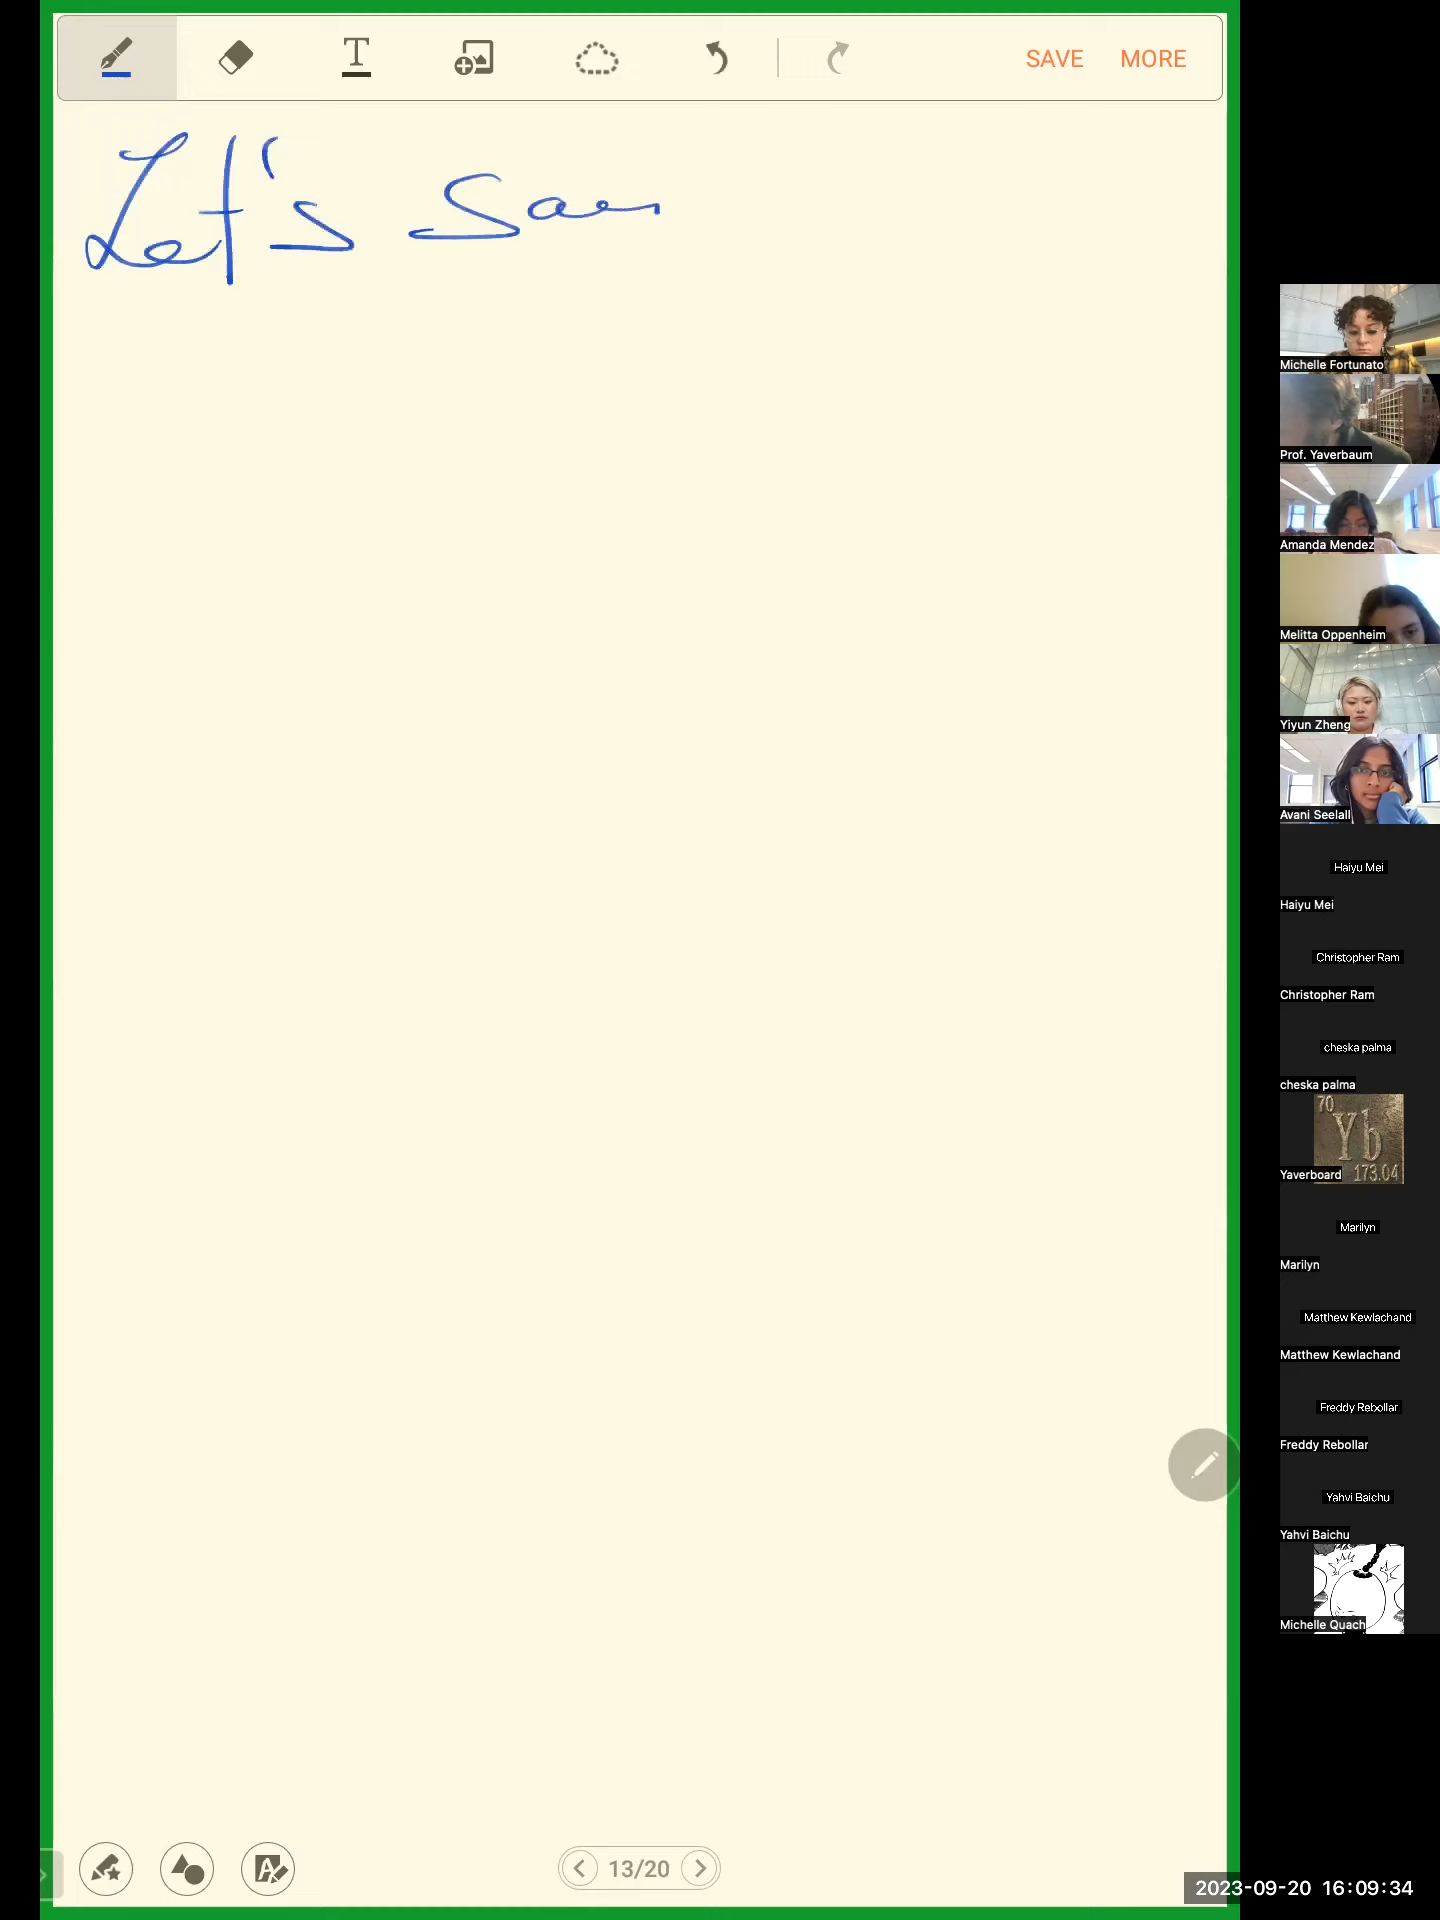 T
SAVE
MORE
Let's
Michelle Fortunato
Prof. Yaverbaum
Amanda Mendez
Melitta Oppenheim
Yiyun Zheng
Avani Seelall
Haiyu Mei
Haiyu Mei
Christopher Ram
Christopher Ram
cheska palma
cheska palma
70
Yb
173.04
Yaverboard
Marilyn
Marilyn
Matthew Kewlachand
Matthew Kewlachand
Freddy Rebollar
Freddy Rebollar
Yahvi Baichu
Yahvi Baichu
Michelle Quach
A
13/20
2023-09-20 16:09:34